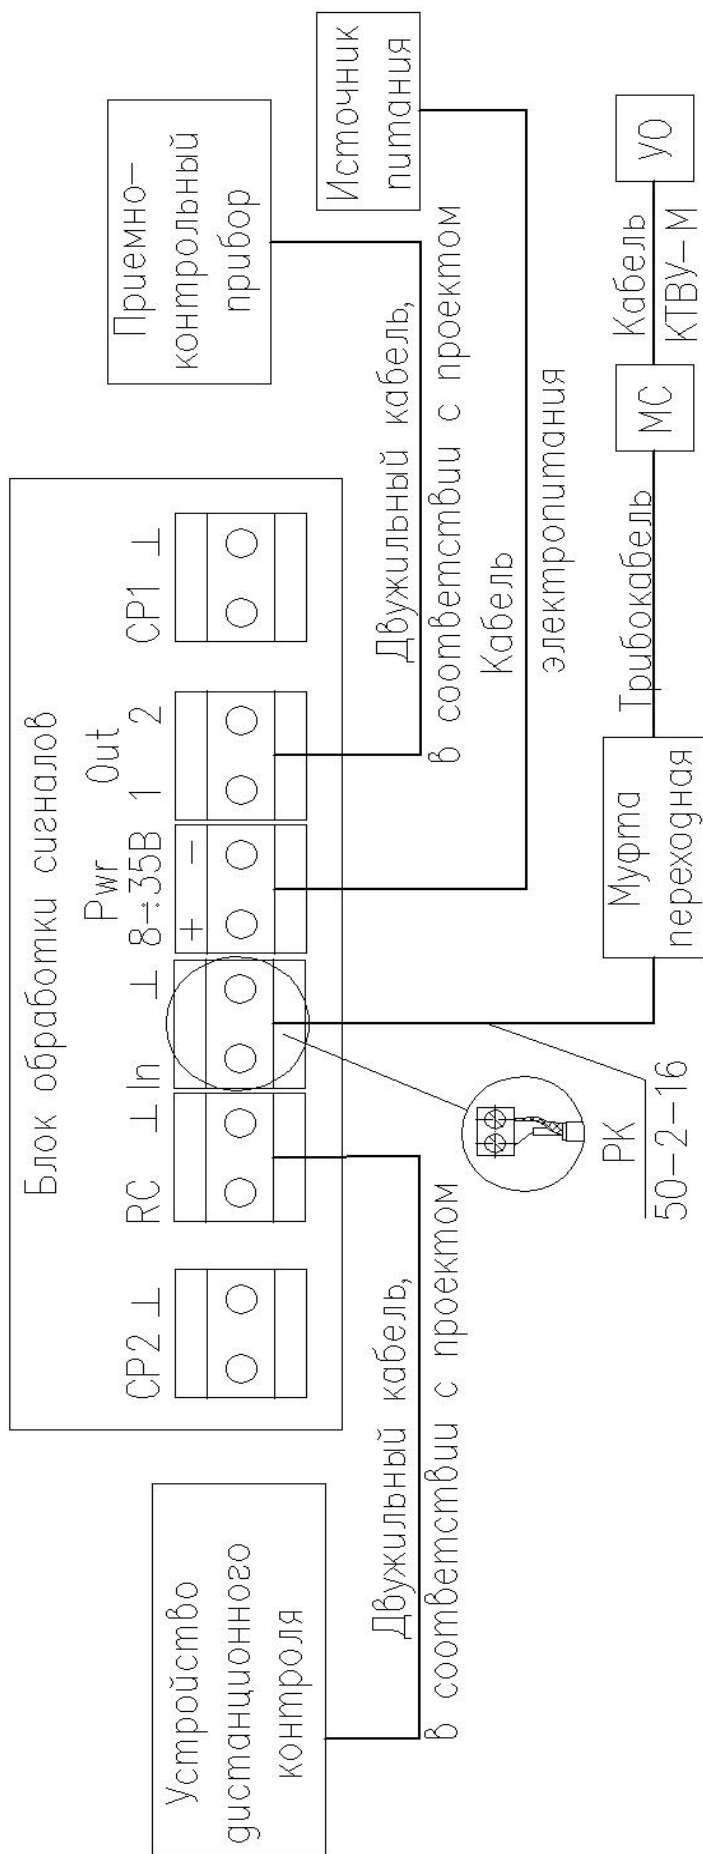 Блок обработки сигналов
Pwr
Out
CP2 ⊥
RC ⊥
In ⊥
8÷35В
1 2
CP1 ⊥
+ −
Устройство
дистанционного
контроля
Приемно-
контрольный
прибор
Источник
питания
Двужильный кабель,
в соответствии с проектом
Двужильный кабель,
в соответствии с проектом
Кабель
электропитания
РК
50-2-16
Муфта
переходная
Трибокабель
МС
Кабель
КТВУ-М
УО